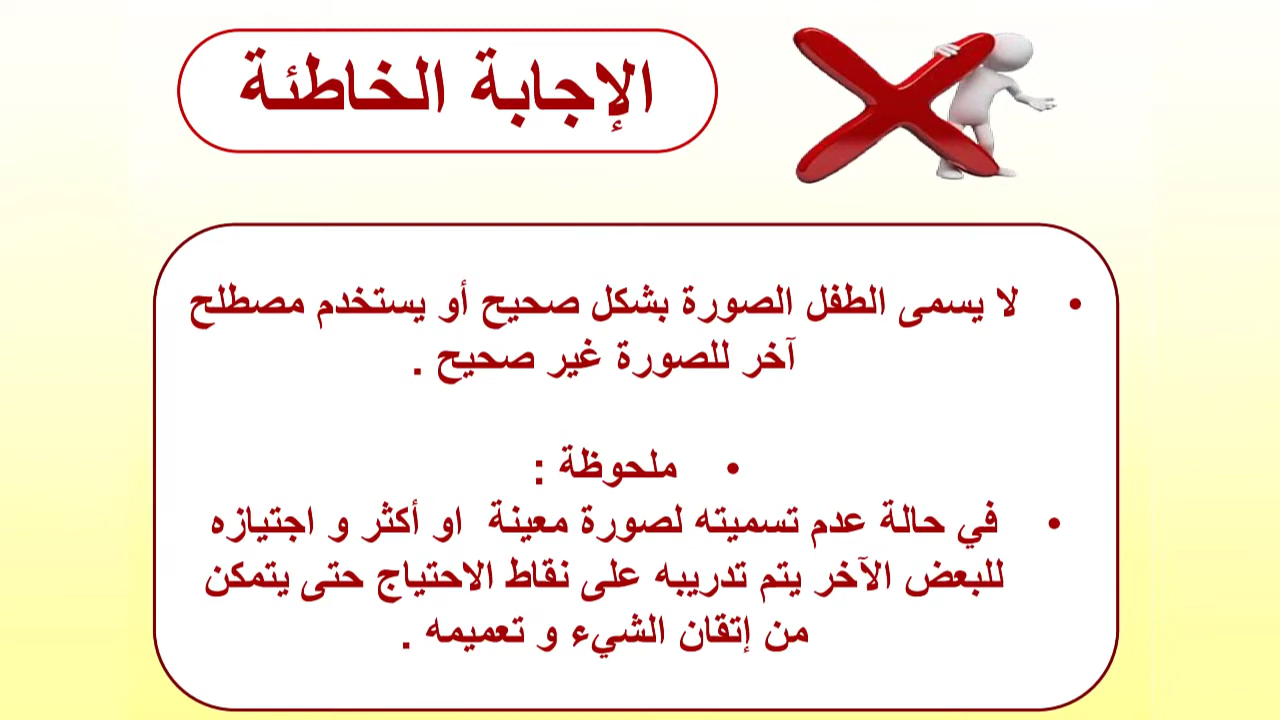 الإجابة الخاطئة
• لا يسمى الطفل الصورة بشكل صحيح أو يستخدم مصطلح
آخر للصورة غير صحيح .
• ملحوظة :
• في حالة عدم تسميته لصورة معينة او أكثر و اجتيازه
للبعض الآخر يتم تدريبه على نقاط الاحتياج حتى يتمكن
من إتقان الشيء و تعميمه .